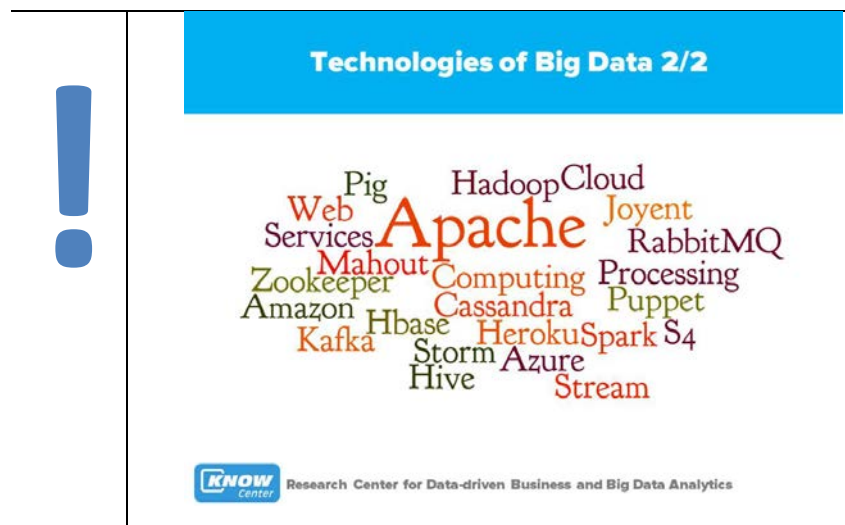 !
Technologies of Big Data 2/2
Pig Hadoop Cloud
Web Apache Joyent
Services RabbitMQ
Mahout Computing Processing
Zookeeper Cassandra Puppet
Amazon Hbase Heroku Spark S4
Kafka Storm Azure
Hive Stream
KNOW
Center
Research Center for Data-driven Business and Big Data Analytics